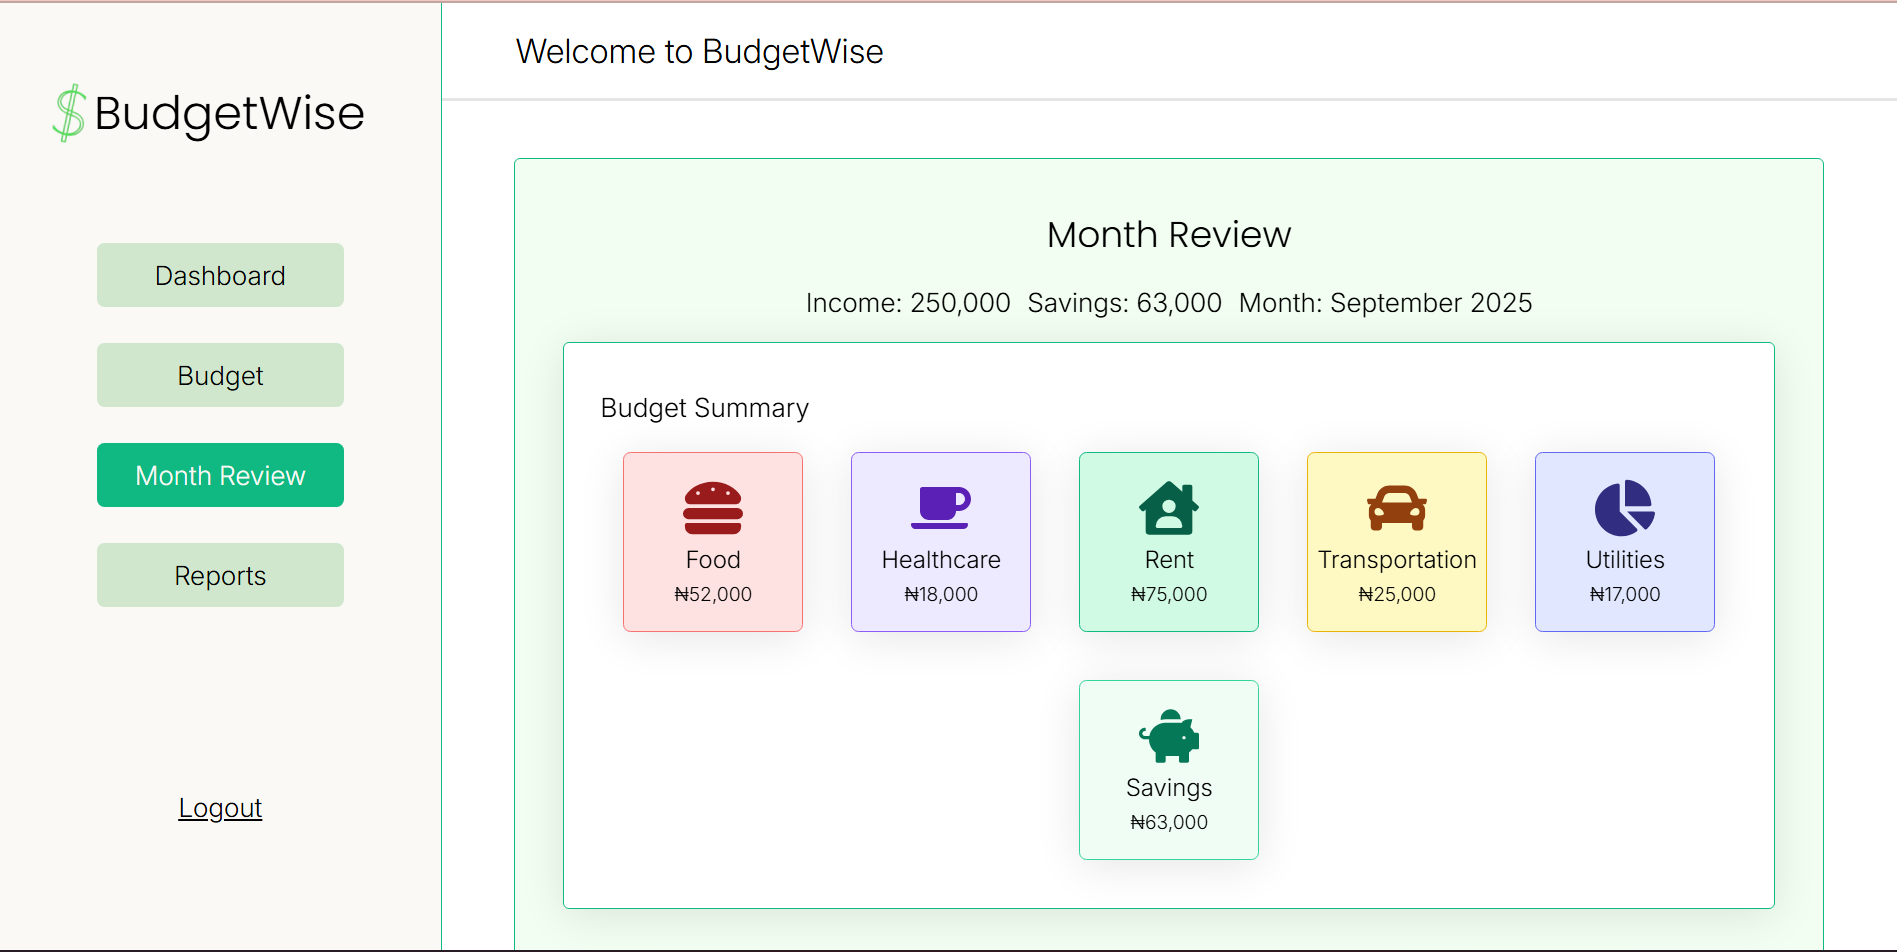 $ BudgetWise
Dashboard
Budget
Month Review
Reports
Logout
Welcome to BudgetWise
Month Review
Income: 250,000 Savings: 63,000 Month: September 2025
Budget Summary
Food
₦52,000
Healthcare
₦18,000
Rent
₦75,000
Transportation
₦25,000
Utilities
₦17,000
Savings
₦63,000